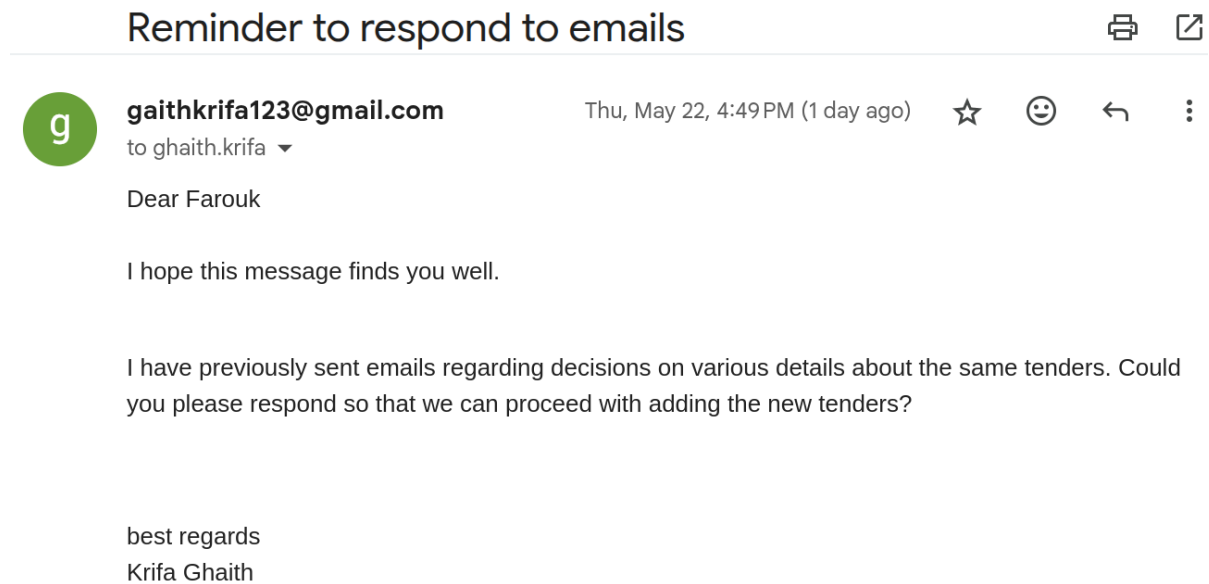 Reminder to respond to emails
g
gaithkrifa123@gmail.com
Thu, May 22, 4:49 PM (1 day ago)
to ghaith.krifa
Dear Farouk
I hope this message finds you well.
I have previously sent emails regarding decisions on various details about the same tenders. Could
you please respond so that we can proceed with adding the new tenders?
best regards
Krifa Ghaith